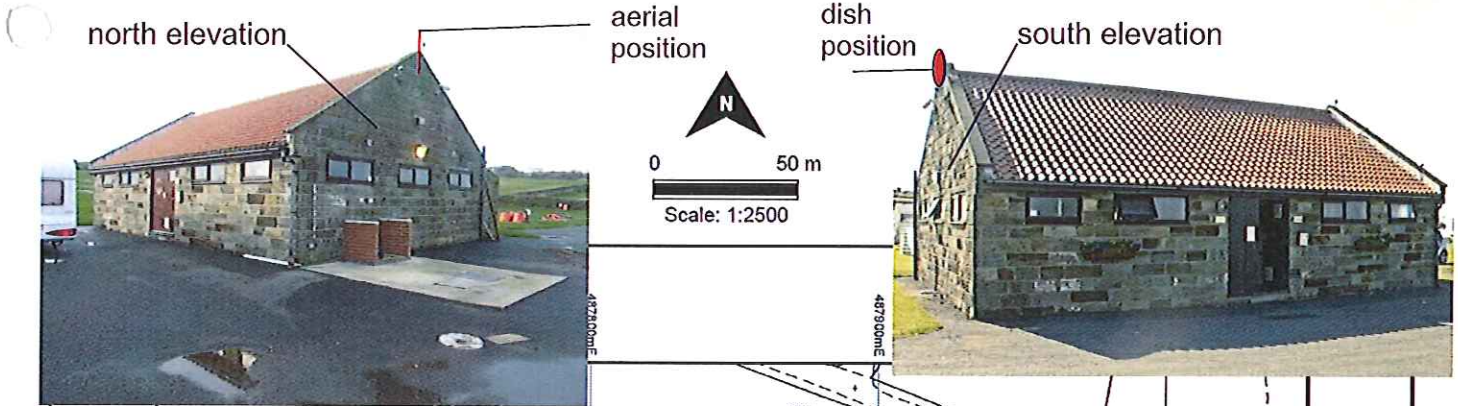 north elevation
aerial
position
dish
position
south elevation
N
0 50 m
Scale: 1:2500
487800mE
487900mE